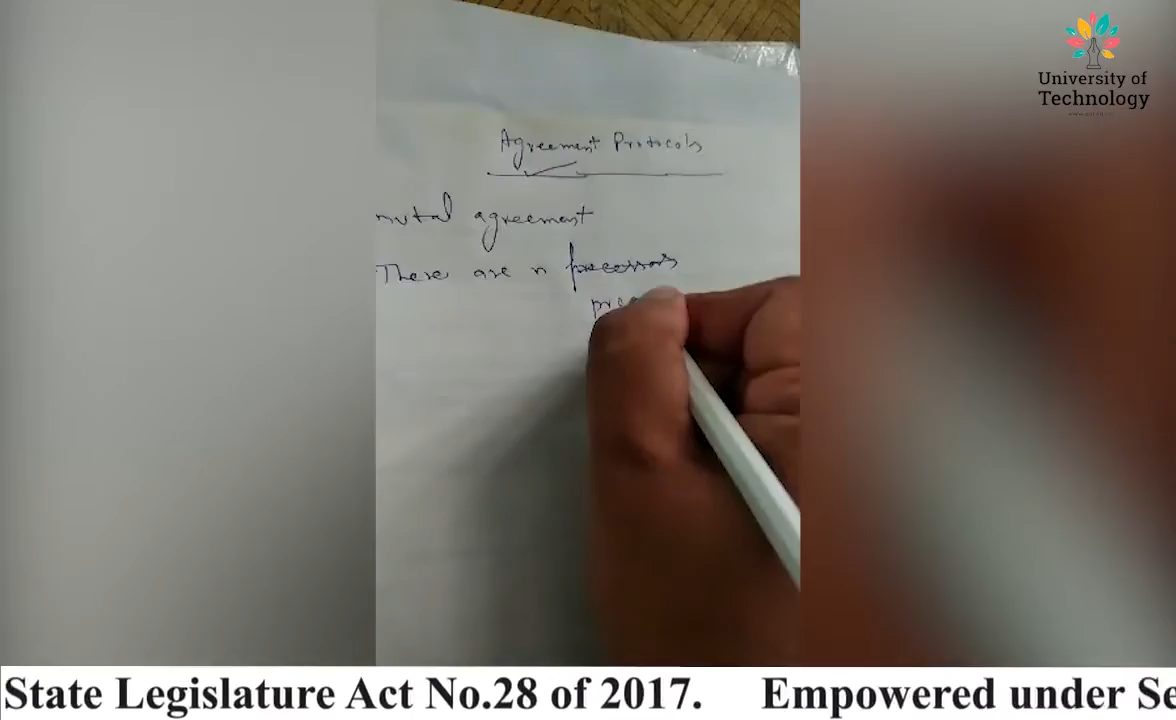 University of
Technology
Agreement Protocols
mutal agreement
There are n processors
State Legislature Act No.28 of 2017. Empowered under Se